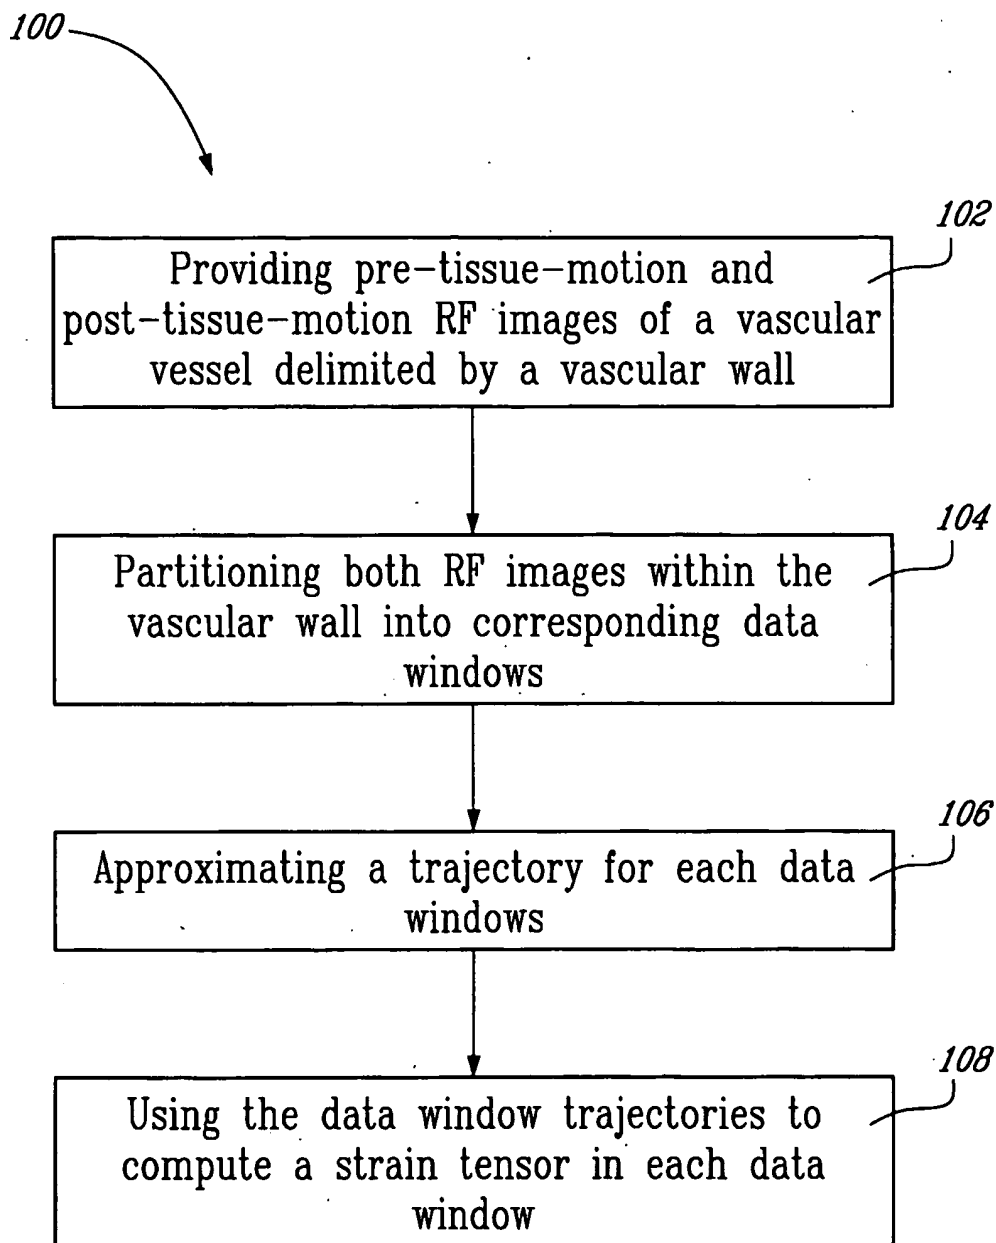 100
102
Providing pre-tissue-motion and
post-tissue-motion RF images of a vascular
vessel delimited by a vascular wall
104
Partitioning both RF images within the
vascular wall into corresponding data
windows
106
Approximating a trajectory for each data
windows
108
Using the data window trajectories to
compute a strain tensor in each data
window